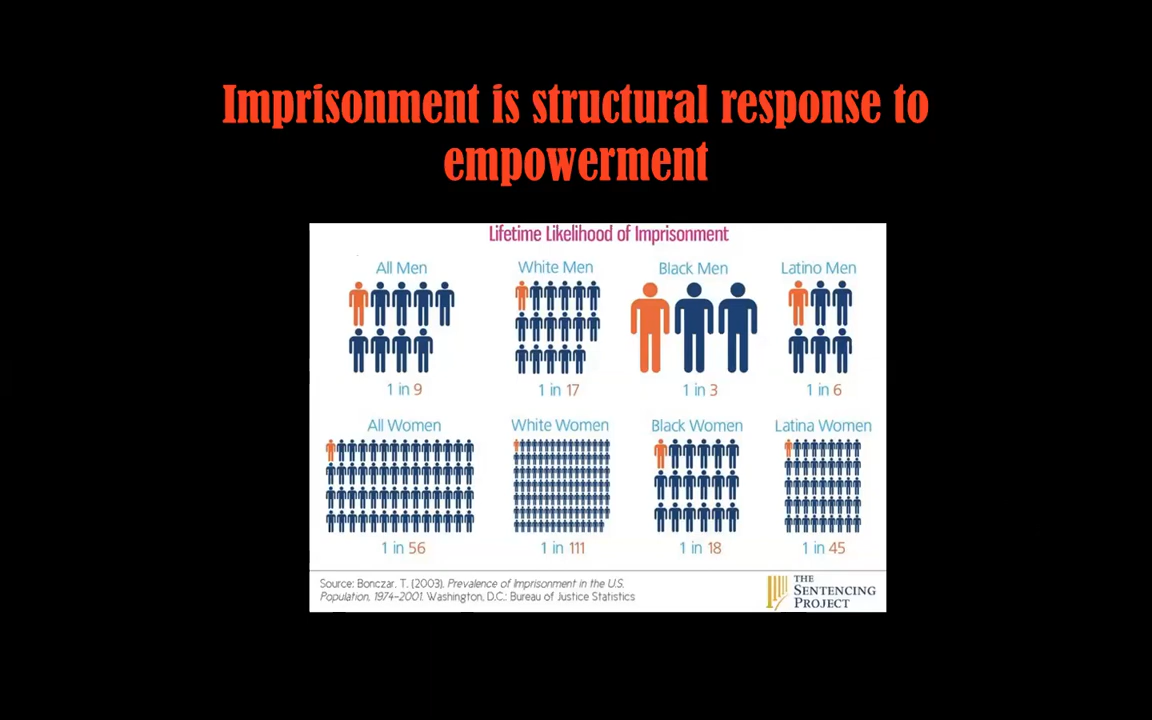 Imprisonment is structural response to
empowerment
Lifetime Likelihood of Imprisonment
All Men
White Men
Black Men
Latino Men
1 in 9
1 in 17
1 in 3
1 in 6
All Women
White Women
Black Women
Latina Women
1 in 56
1 in 111
1 in 18
1 in 45
Source: Bonczar, T. (2003). Prevalence of Imprisonment in the U.S.
Population, 1974-2001. Washington, D.C.: Bureau of Justice Statistics
THE
SENTENCING
PROJECT